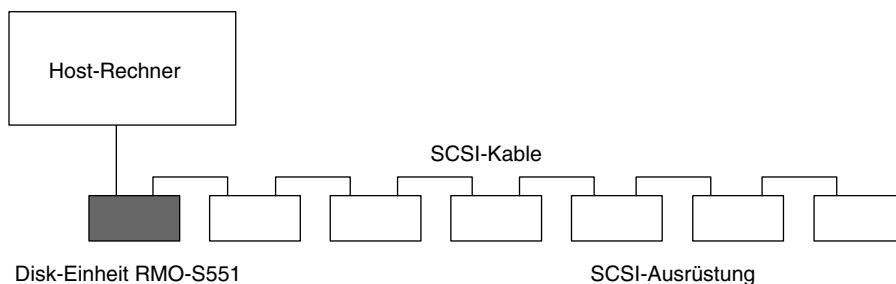 Host-Rechner
SCSI-Kable
Disk-Einheit RMO-S551
SCSI-Ausrüstung